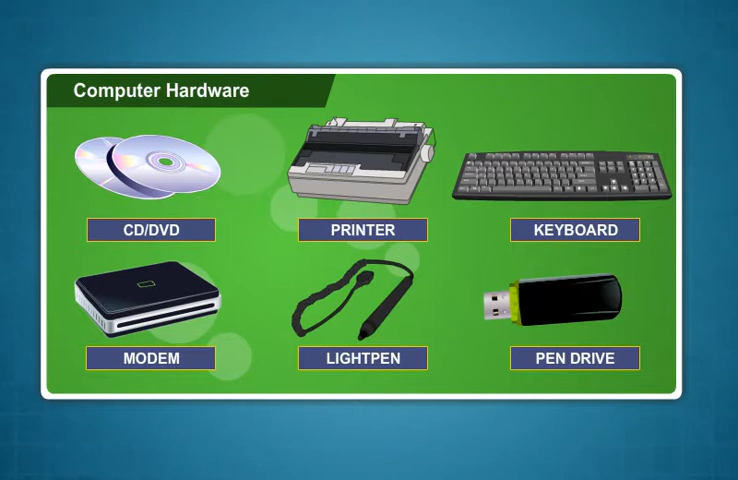 Computer Hardware
CD/DVD
PRINTER
KEYBOARD
MODEM
LIGHTPEN
PEN DRIVE